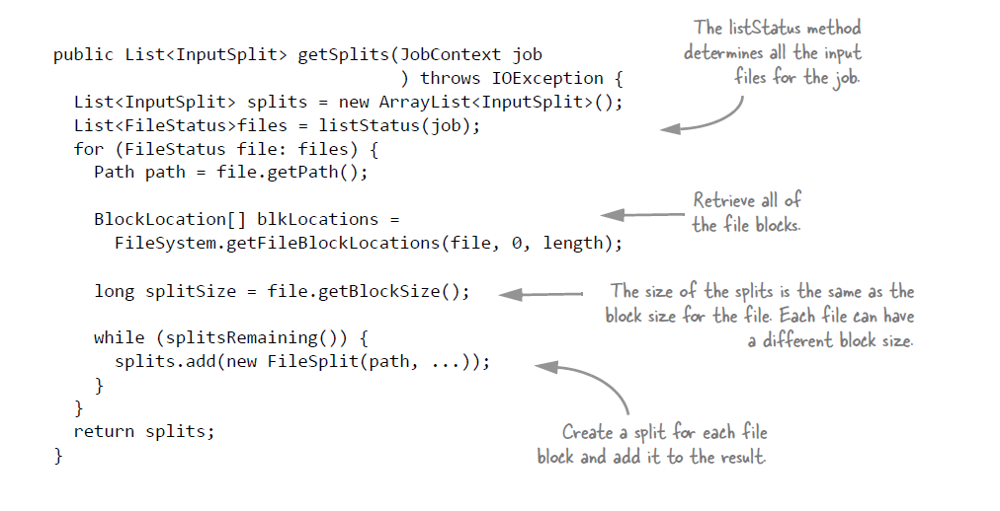 public List<InputSplit> getSplits(JobContext job
) throws IOException {
List<InputSplit> splits = new ArrayList<InputSplit>();
List<FileStatus>files = listStatus(job);
for (FileStatus file: files) {
Path path = file.getPath();
BlockLocation[] blkLocations =
FileSystem.getFileBlockLocations(file, 0, length);
long splitSize = file.getBlockSize();
while (splitsRemaining()) {
splits.add(new FileSplit(path, ...));
}
}
return splits;
}
The listStatus method
determines all the input
files for the job.
Retrieve all of
the file blocks.
The size of the splits is the same as the
block size for the file. Each file can have
a different block size.
Create a split for each file
block and add it to the result.